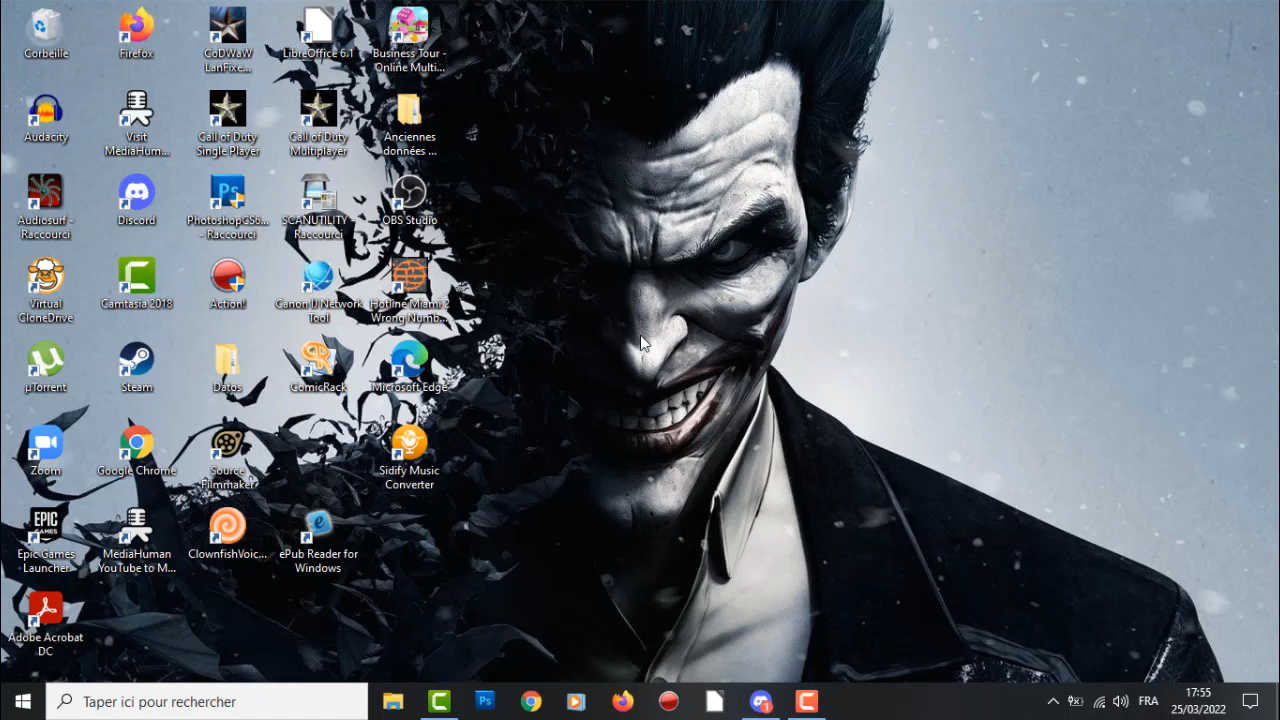 Corbeille
Firefox
CoDWaW
LanFixe...
LibreOffice 6.1
Business Tour -
Online Multi...
Audacity
Visit
MediaHum...
Call of Duty
Single Player
Call of Duty
Multiplayer
Anciennes
données ...
Audiosurf -
Raccourci
Discord
Ps
PhotoshopCS6...
- Raccourci
SCANUTILITY -
Raccourci
OBS Studio
Virtual
CloneDrive
Camtasia 2018
Action!
Canon IJ Network
Tool
Hotline Miami 2
Wrong Numb...
µTorrent
Steam
Datos
ComicRack
Microsoft Edge
Zoom
Google Chrome
Source
Filmmaker
Sidify Music
Converter
EPIC
GAMES
Epic Games
Launcher
MediaHuman
YouTube to M...
ClownfishVoic...
ePub Reader for
Windows
Adobe Acrobat
DC
Taper ici pour rechercher
Ps
1
FRA
17:55
25/03/2022